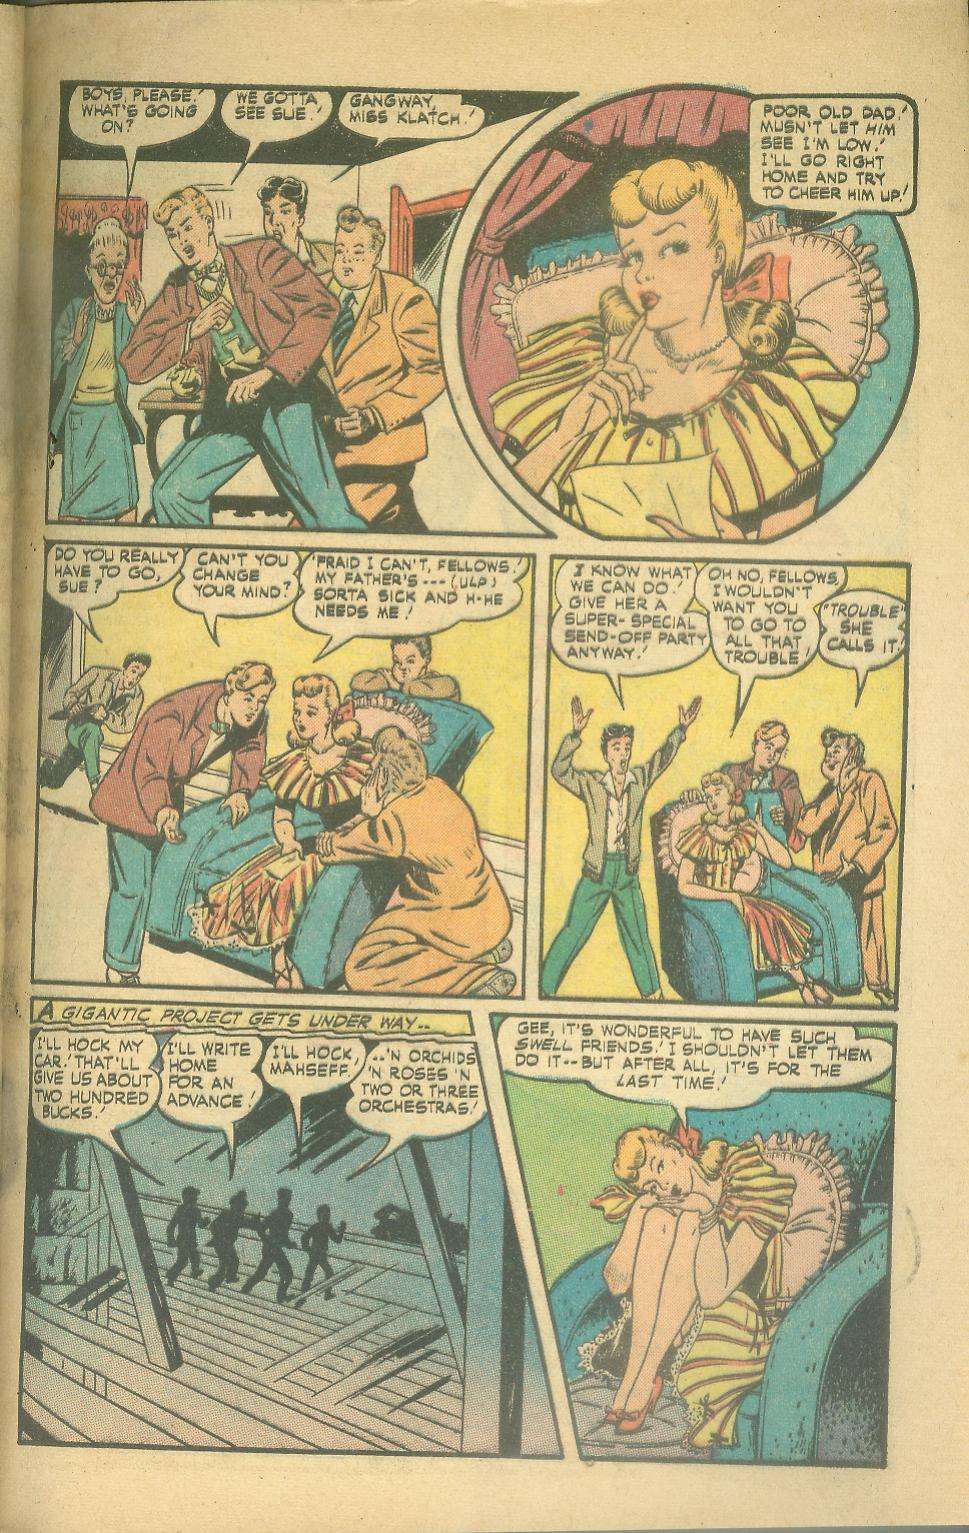 BOYS, PLEASE!
WHAT'S GOING
ON?
WE GOTTA
SEE SUE!
GANGWAY,
MISS KLATCH!
POOR OLD DAD!
MUSN'T LET HIM
SEE I'M LOW!
I'LL GO RIGHT
HOME AND TRY
TO CHEER HIM UP!
DO YOU REALLY
HAVE TO GO,
SUE?
CAN'T YOU
CHANGE
YOUR MIND?
'FRAID I CAN'T, FELLOWS!
MY FATHER'S --- (ULP)
SORTA SICK AND H-HE
NEEDS ME!
I KNOW WHAT
WE CAN DO!
GIVE HER A
SUPER-SPECIAL
SEND-OFF PARTY
ANYWAY!
OH NO, FELLOWS,
I WOULDN'T
WANT YOU
TO GO TO
ALL THAT
TROUBLE!
"TROUBLE"
SHE
CALLS IT!
A GIGANTIC PROJECT GETS UNDER WAY..
I'LL HOCK MY
CAR! THAT'LL
GIVE US ABOUT
TWO HUNDRED
BUCKS!
I'LL WRITE
HOME
FOR AN
ADVANCE!
I'LL HOCK,
MAHSEFF,
..'N ORCHIDS
'N ROSES 'N
TWO OR THREE
ORCHESTRAS!
GEE, IT'S WONDERFUL TO HAVE SUCH
SWELL FRIENDS! I SHOULDN'T LET THEM
DO IT--BUT AFTER ALL, IT'S FOR THE
LAST TIME!